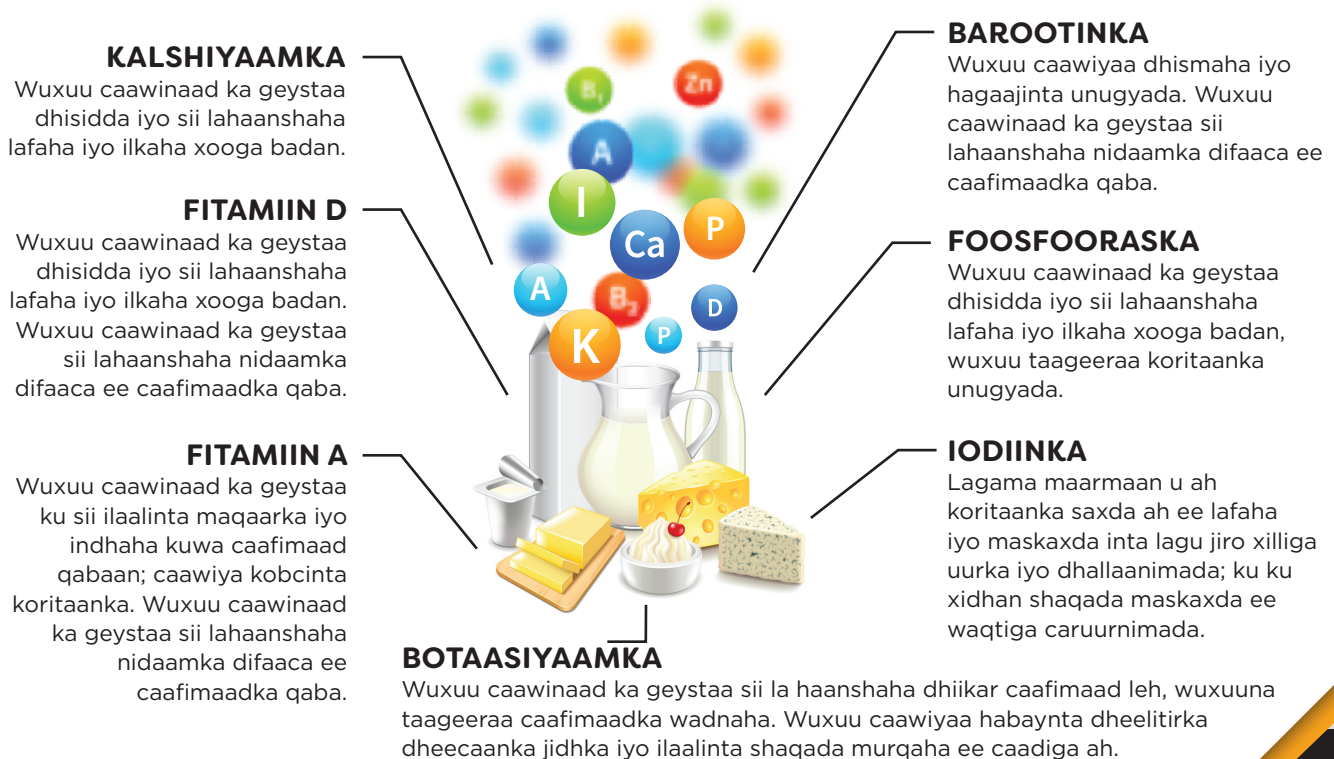 KALSHIYAAMKA
Wuxuu caawinaad ka geystaa
dhisidda iyo sii lahaanshaha
lafaha iyo ilkaha xooga badan.
FITAMIIN D
Wuxuu caawinaad ka geystaa
dhisidda iyo sii lahaanshaha
lafaha iyo ilkaha xooga badan.
Wuxuu caawinaad ka geystaa
sii lahaanshaha nidaamka
difaaca ee caafimaadka qaba.
FITAMIIN A
Wuxuu caawinaad ka geystaa
ku sii ilaalinta maqaarka iyo
indhaha kuwa caafimaad
qabaan; caawiya kobcinta
koritaanka. Wuxuu caawinaad
ka geystaa sii lahaanshaha
nidaamka difaaca ee
caafimaadka qaba.
B1
Zn
A
I
Ca
P
A
B2
D
K
P
BAROOTINKA
Wuxuu caawiyaa dhismaha iyo
hagaajinta unugyada. Wuxuu
caawinaad ka geystaa sii
lahaanshaha nidaamka difaaca ee
caafimaadka qaba.
FOOSFOORASKA
Wuxuu caawinaad ka geystaa
dhisidda iyo sii lahaanshaha
lafaha iyo ilkaha xooga badan,
wuxuu taageeraa koritaanka
unugyada.
IODIINKA
Lagama maarmaan u ah
koritaanka saxda ah ee lafaha
iyo maskaxda inta lagu jiro xilliga
uurka iyo dhallaanimada; ku ku
xidhan shaqada maskaxda ee
waqtiga caruurnimada.
BOTAASIYAAMKA
Wuxuu caawinaad ka geystaa sii la haanshaha dhiikar caafimaad leh, wuxuuna
taageeraa caafimaadka wadnaha. Wuxuu caawiyaa habaynta dheelitirka
dheecaanka jidhka iyo ilaalinta shaqada murqaha ee caadiga ah.